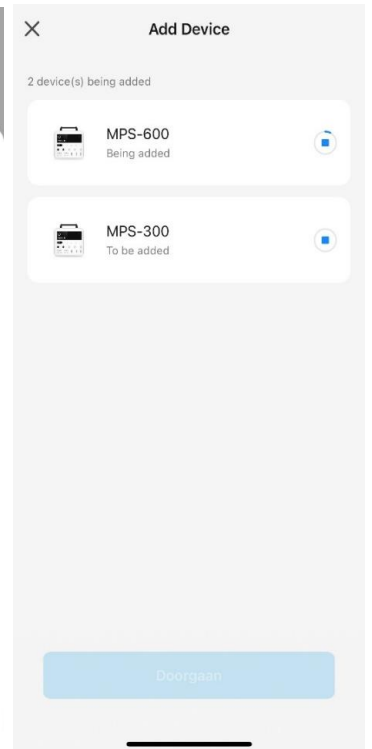 Add Device
2 device(s) being added
MPS-600
Being added
MPS-300
To be added
Doorgaan